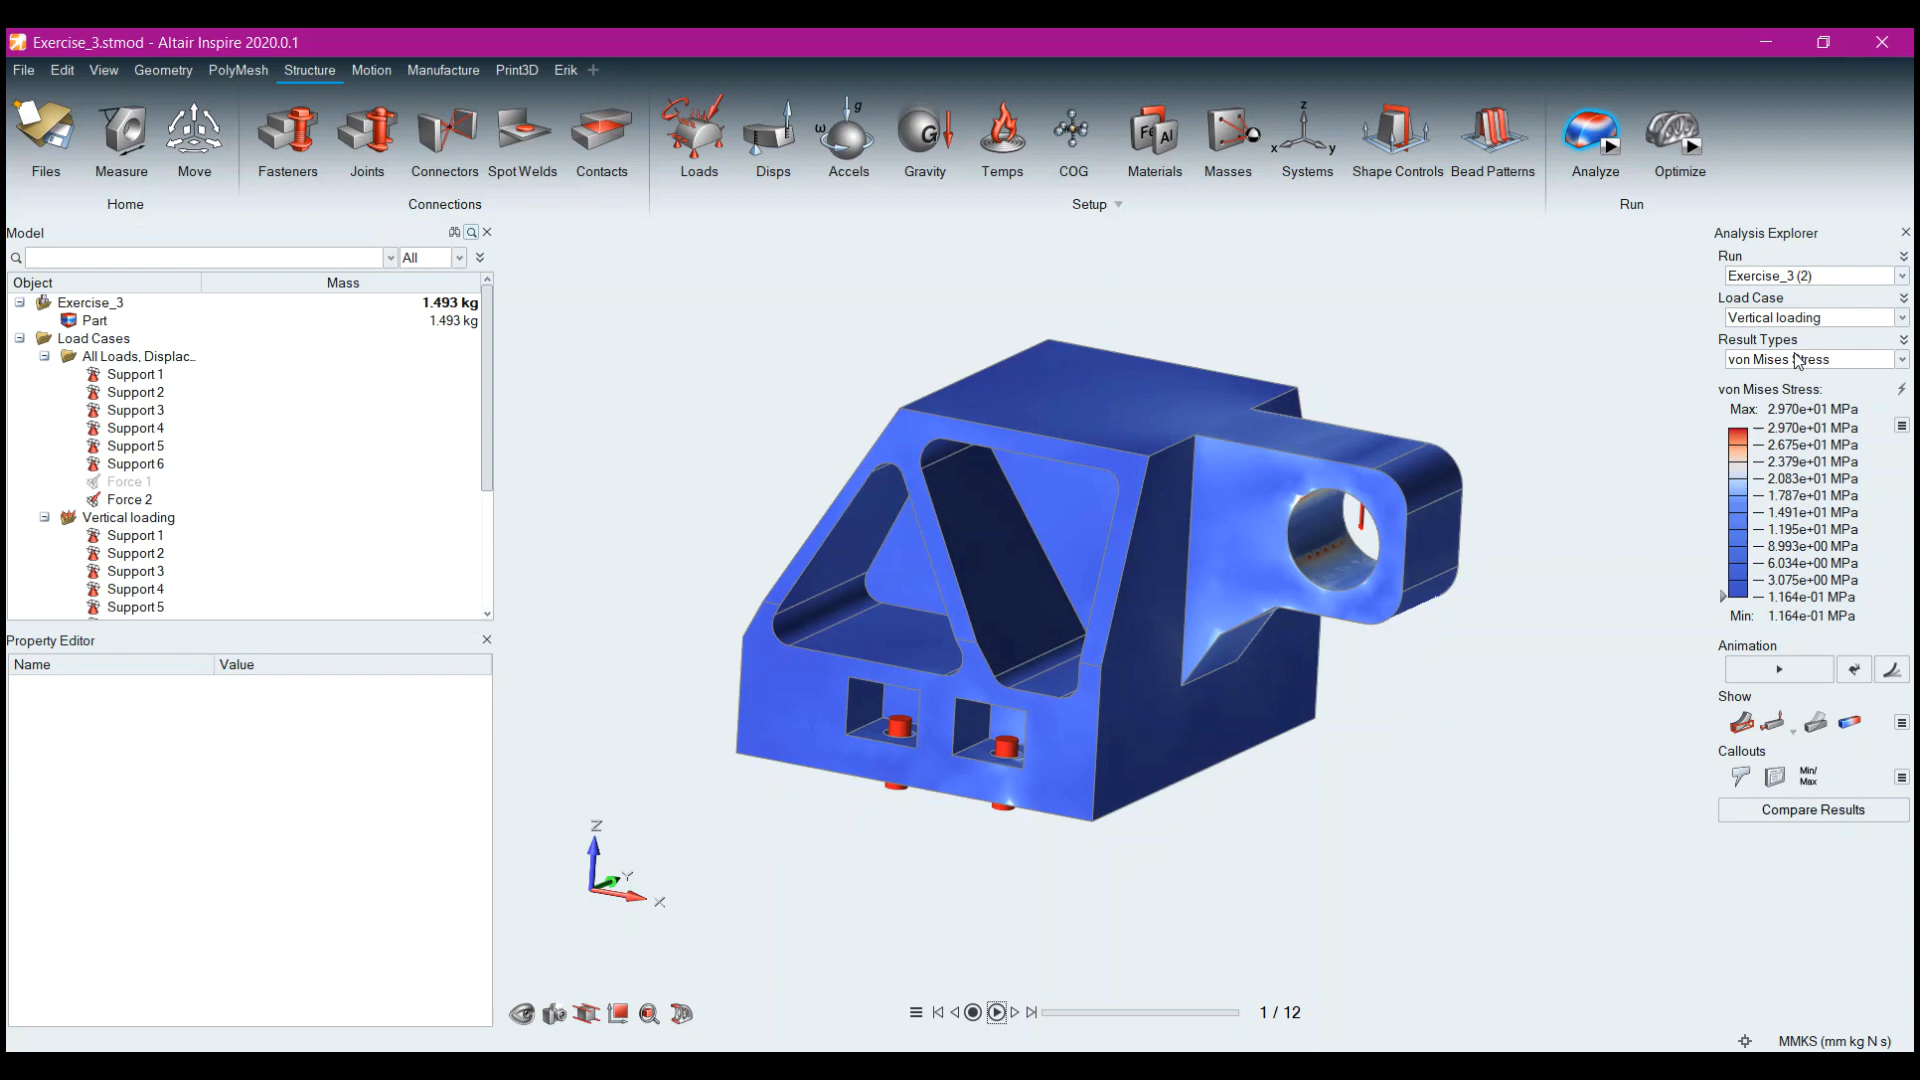 Exercise_3.stmod - Altair Inspire 2020.0.1
File Edit View Geometry PolyMesh Structure Motion Manufacture Print3D Erik
Files Measure Move Fasteners Joints Connectors Spot Welds Contacts Loads Disps Accels Gravity Temps COG Materials Masses Systems Shape Controls Bead Patterns Analyze Optimize
Home Connections Setup Run
Model
All
Object Mass
Exercise_3 1.493 kg
Part 1.493 kg
Load Cases
All Loads, Displac...
Support 1
Support 2
Support 3
Support 4
Support 5
Support 6
Force 1
Force 2
Vertical loading
Support 1
Support 2
Support 3
Support 4
Support 5
Property Editor
Name Value
Z
Y
X
1 / 12
Analysis Explorer
Run
Exercise_3 (2)
Load Case
Vertical loading
Result Types
von Mises Stress
von Mises Stress:
Max: 2.970e+01 MPa
2.970e+01 MPa
2.675e+01 MPa
2.379e+01 MPa
2.083e+01 MPa
1.787e+01 MPa
1.491e+01 MPa
1.195e+01 MPa
8.993e+00 MPa
6.034e+00 MPa
3.075e+00 MPa
1.164e-01 MPa
Min: 1.164e-01 MPa
Animation
Show
Callouts
Min/
Max
Compare Results
MMKS (mm kg N s)